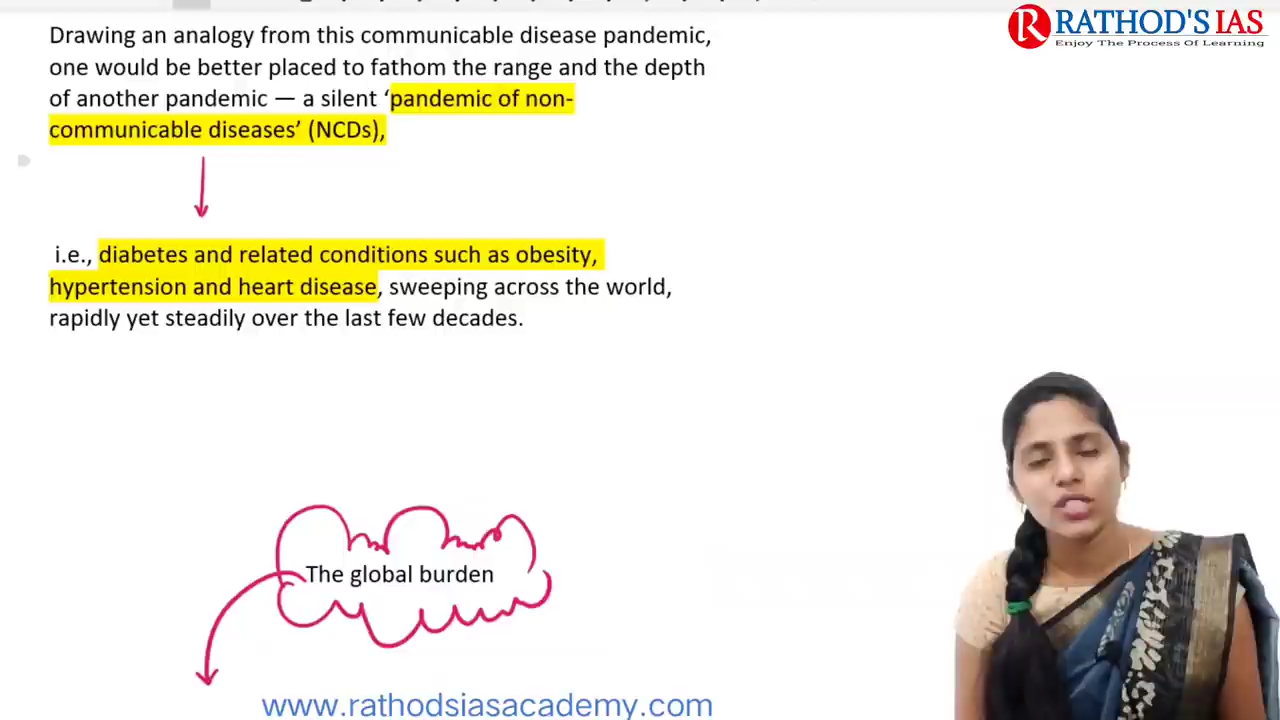 RATHOD'S IAS
Enjoy The Process Of Learning
Drawing an analogy from this communicable disease pandemic,
one would be better placed to fathom the range and the depth
of another pandemic — a silent ‘pandemic of non-
communicable diseases’ (NCDs),
i.e., diabetes and related conditions such as obesity,
hypertension and heart disease, sweeping across the world,
rapidly yet steadily over the last few decades.
The global burden
www.rathodsiasacademy.com